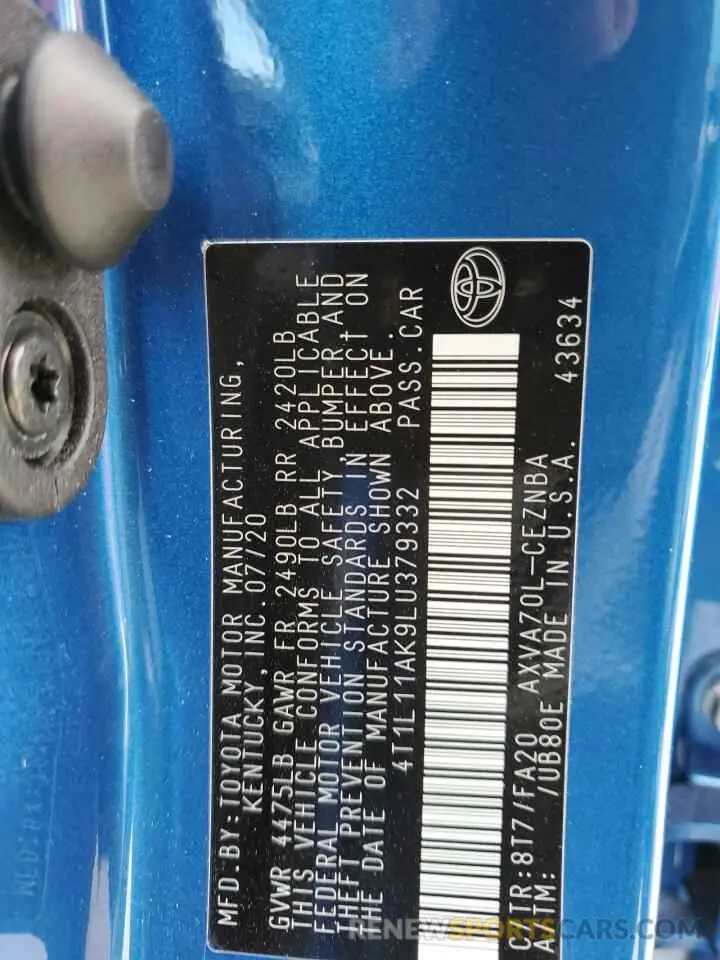 MFD.BY:TOYOTA MOTOR MANUFACTURING,
KENTUCKY, INC. 07/20
GVWR 4475LB GAWR FR 2490LB RR 2420LB
THIS VEHICLE CONFORMS TO ALL APPLICABLE
FEDERAL MOTOR VEHICLE SAFETY, BUMPER, AND
THEFT PREVENTION STANDARDS IN EFFECT ON
THE DATE OF MANUFACTURE SHOWN ABOVE.
4T1L11AK9LU379332 PASS.CAR
C/TR:8T7/FA20 AXVA70L-CEZNBA
A/TM: /UB80E MADE IN U.S.A. 43634
RENEWSPORTSCARS.COM